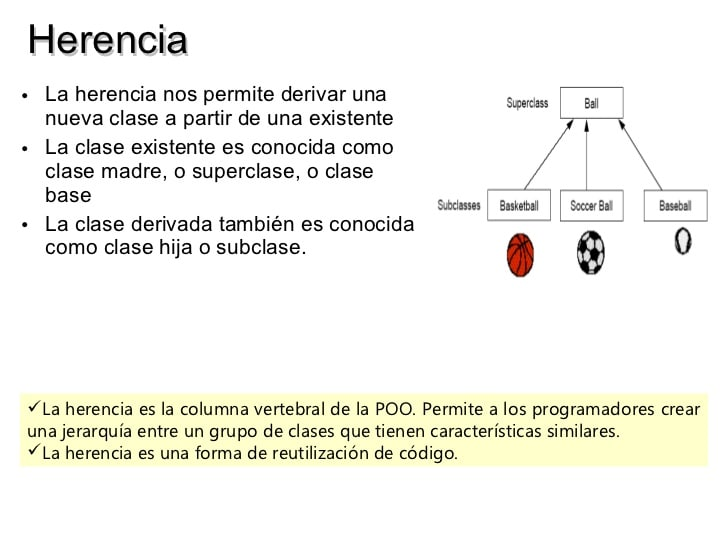 Herencia
• La herencia nos permite derivar una
nueva clase a partir de una existente
• La clase existente es conocida como
clase madre, o superclase, o clase
base
• La clase derivada también es conocida
como clase hija o subclase.
Superclass Ball
Subclasses Basketball Soccer Ball Baseball
✓La herencia es la columna vertebral de la POO. Permite a los programadores crear
una jerarquía entre un grupo de clases que tienen características similares.
✓La herencia es una forma de reutilización de código.